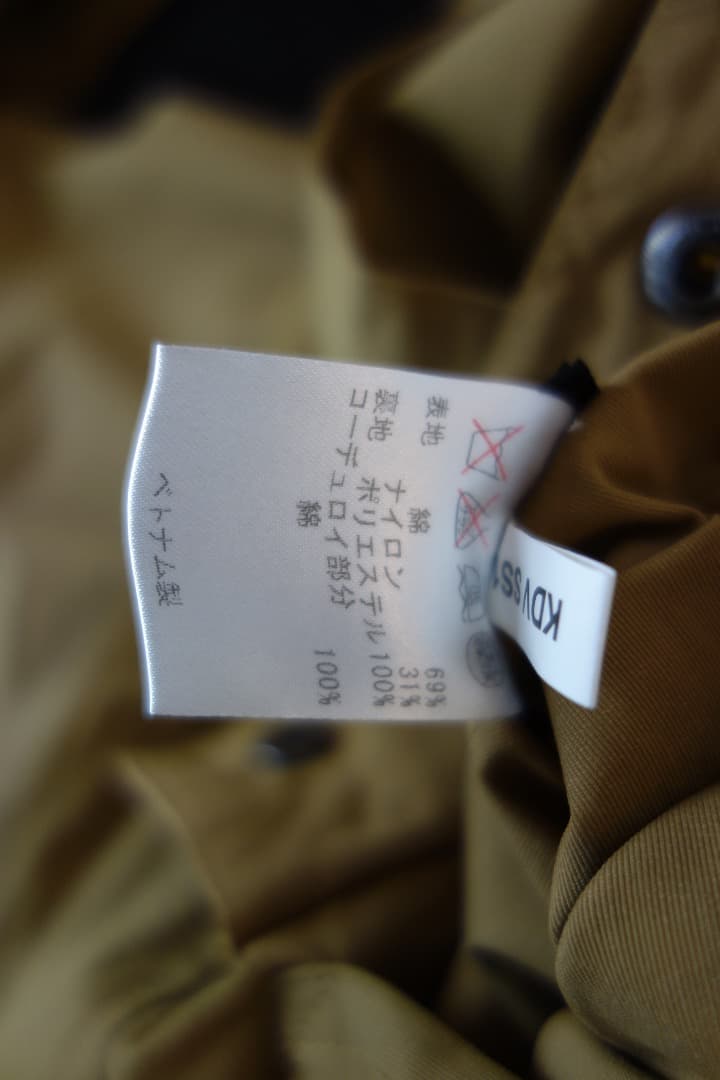 表地 綿 69%
ナイロン 31%
裏地 ポリエステル 100%
コーデュロイ部分
綿 100%
ベトナム製
KDVSS